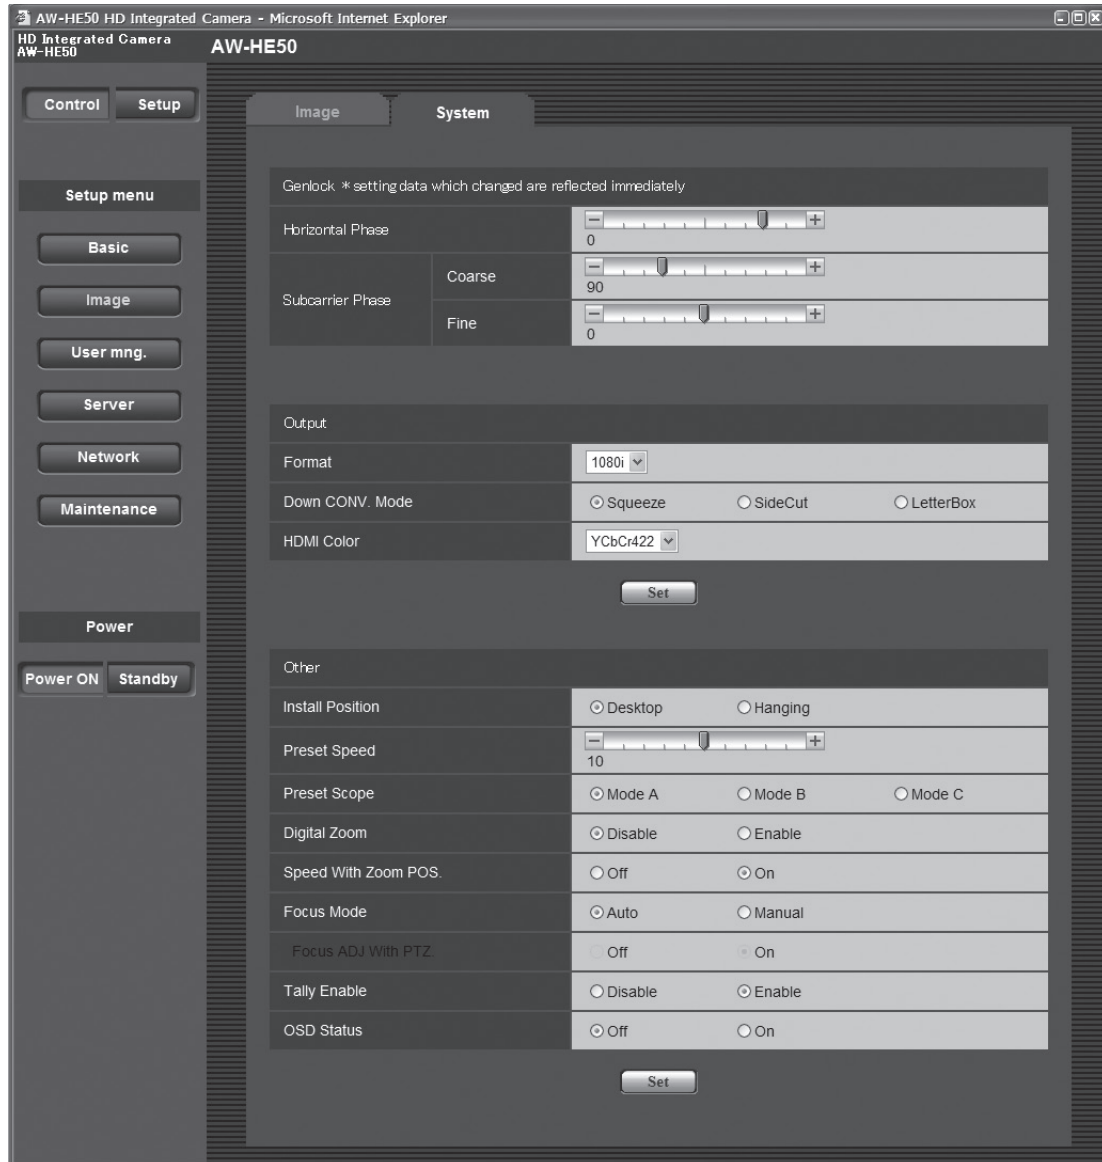 AW-HE50 HD Integrated Camera - Microsoft Internet Explorer
HD Integrated Camera
AW-HE50
AW-HE50
Control Setup
Setup menu
Basic
Image
User mng.
Server
Network
Maintenance
Power
Power ON Standby
Image System
Genlock *setting data which changed are reflected immediately
Horizontal Phase
0
Subcarrier Phase
Coarse
90
Fine
0
Output
Format 1080i
Down CONV. Mode Squeeze SideCut LetterBox
HDMI Color YCbCr422
Set
Other
Install Position Desktop Hanging
Preset Speed
10
Preset Scope Mode A Mode B Mode C
Digital Zoom Disable Enable
Speed With Zoom POS. Off On
Focus Mode Auto Manual
Focus ADJ With PTZ. Off On
Tally Enable Disable Enable
OSD Status Off On
Set